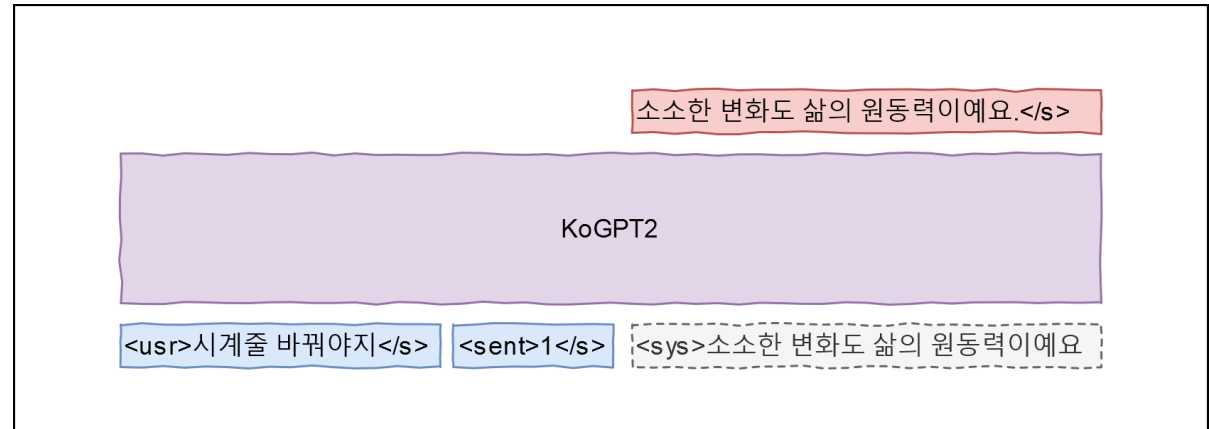 소소한 변화도 삶의 원동력이예요.</s>
KoGPT2
<usr>시계줄 바꿔야지</s> <sent>1</s> <sys>소소한 변화도 삶의 원동력이예요